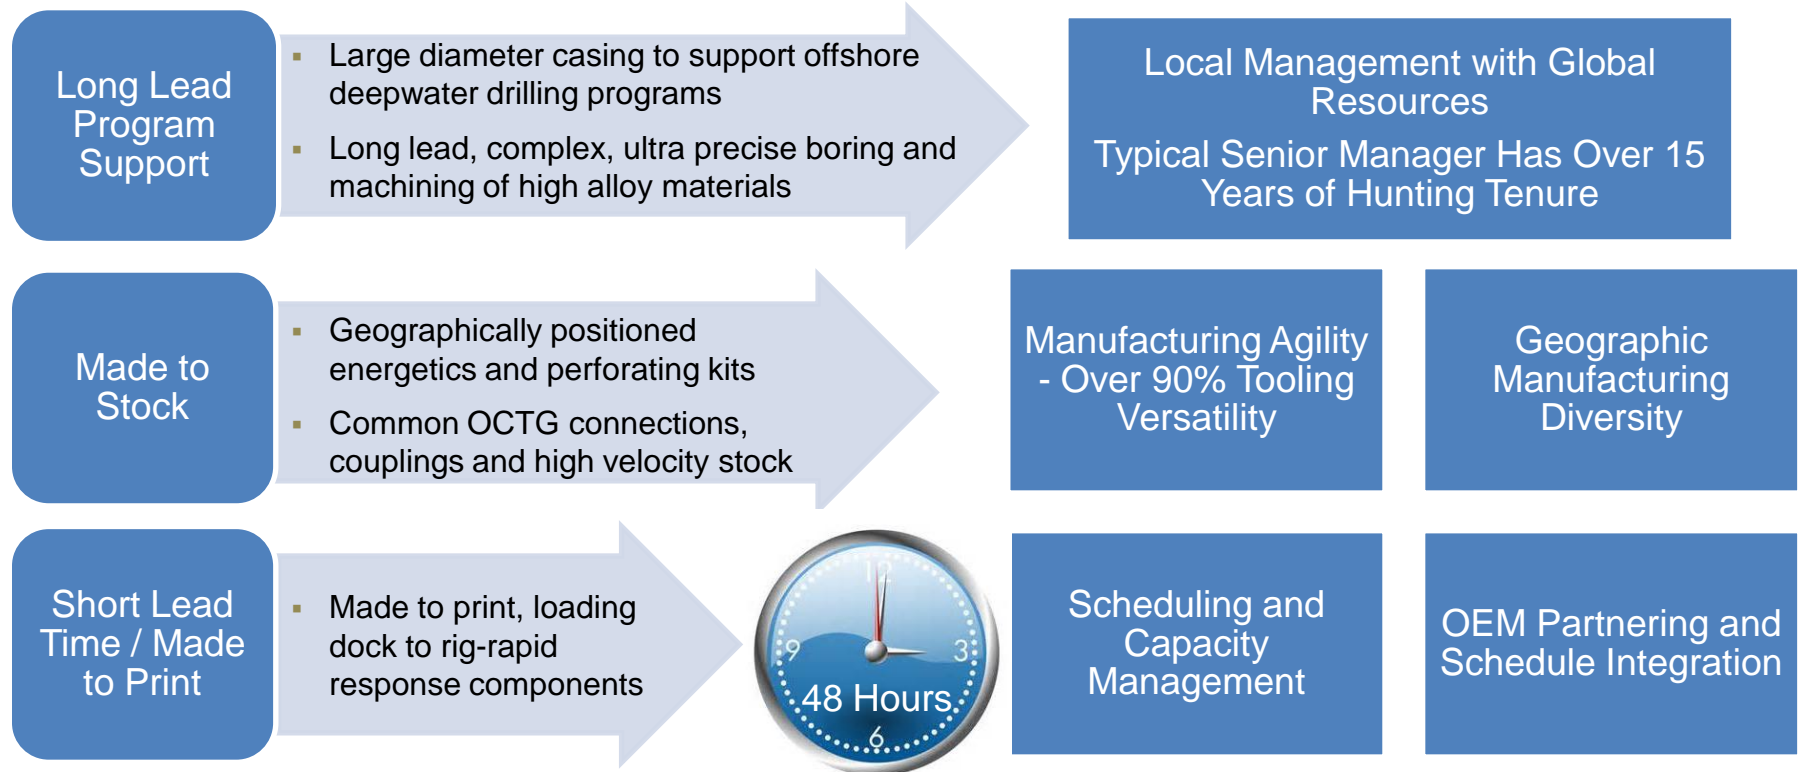 Long Lead
Program
Support
▪ Large diameter casing to support offshore
deepwater drilling programs
▪ Long lead, complex, ultra precise boring and
machining of high alloy materials
Local Management with Global
Resources
Typical Senior Manager Has Over 15
Years of Hunting Tenure
Made to
Stock
▪ Geographically positioned
energetics and perforating kits
▪ Common OCTG connections,
couplings and high velocity stock
Manufacturing Agility
- Over 90% Tooling
Versatility
Geographic
Manufacturing
Diversity
Short Lead
Time / Made
to Print
▪ Made to print, loading
dock to rig-rapid
response components
12
9
3
48 Hours
6
Scheduling and
Capacity
Management
OEM Partnering and
Schedule Integration